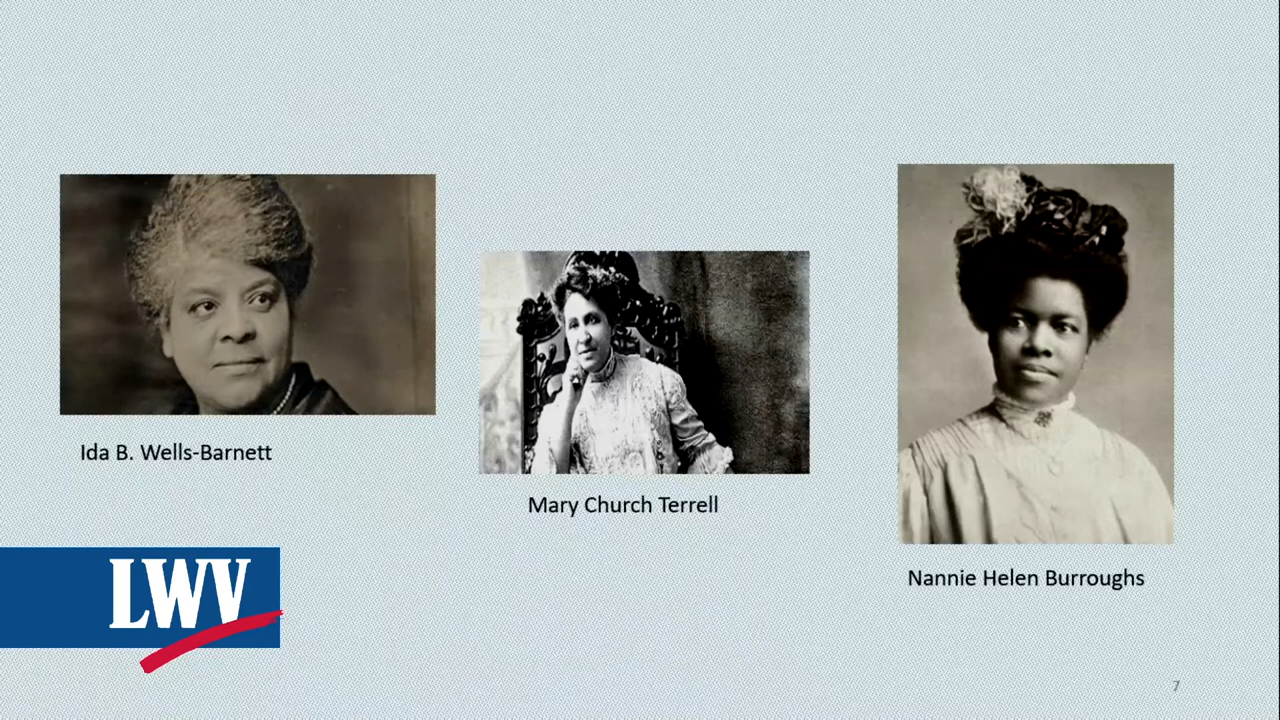 Ida B. Wells-Barnett
Mary Church Terrell
Nannie Helen Burroughs
LWV
7